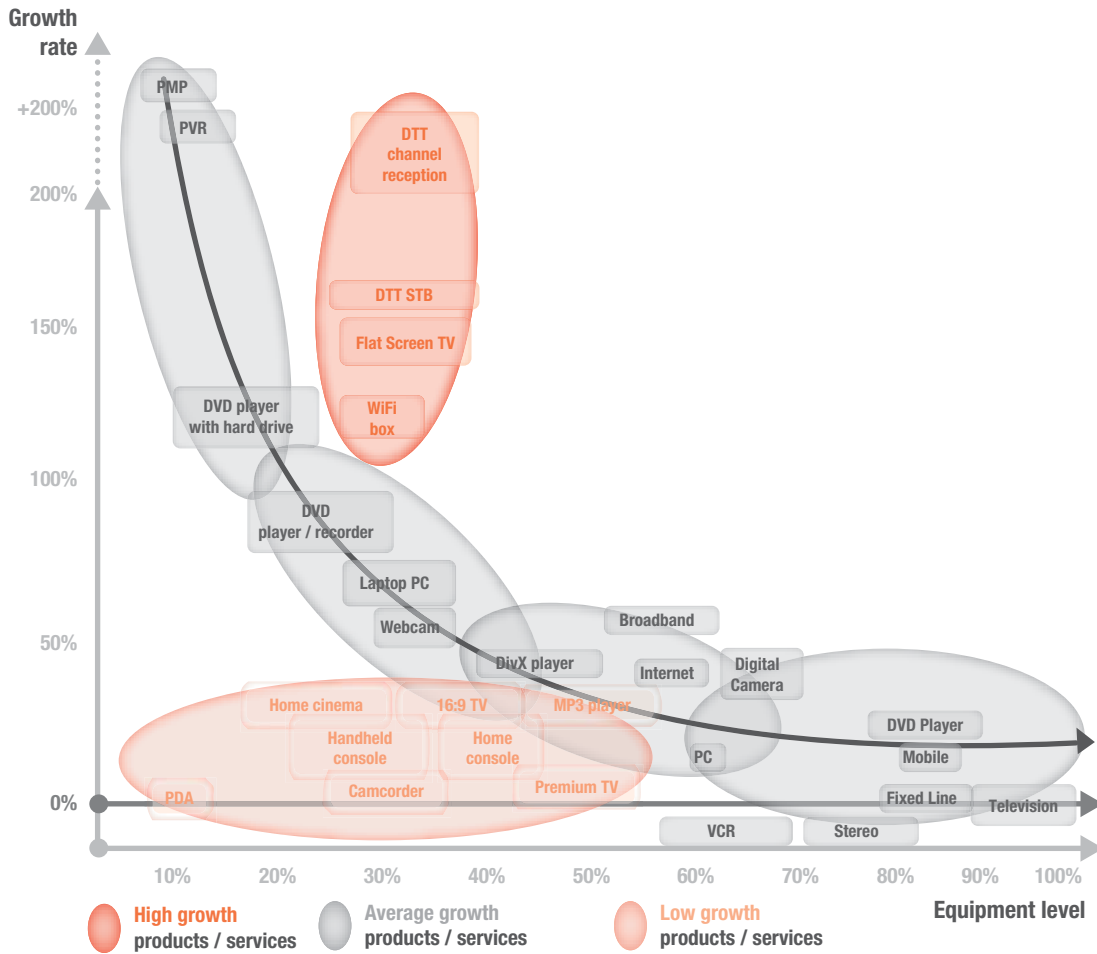 Growth
rate
+200%
200%
150%
100%
50%
0%
PMP
PVR
DTT
channel
reception
DTT STB
Flat Screen TV
WiFi
box
DVD player
with hard drive
DVD
player / recorder
Laptop PC
Webcam
Broadband
DivX player
Internet
Digital
Camera
Home cinema
16:9 TV
MP3 player
Handheld
console
Home
console
PC
DVD Player
Mobile
PDA
Camcorder
Premium TV
Fixed Line
Television
VCR
Stereo
10%
20%
30%
40%
50%
60%
70%
80%
90%
100%
Equipment level
High growth
products / services
Average growth
products / services
Low growth
products / services